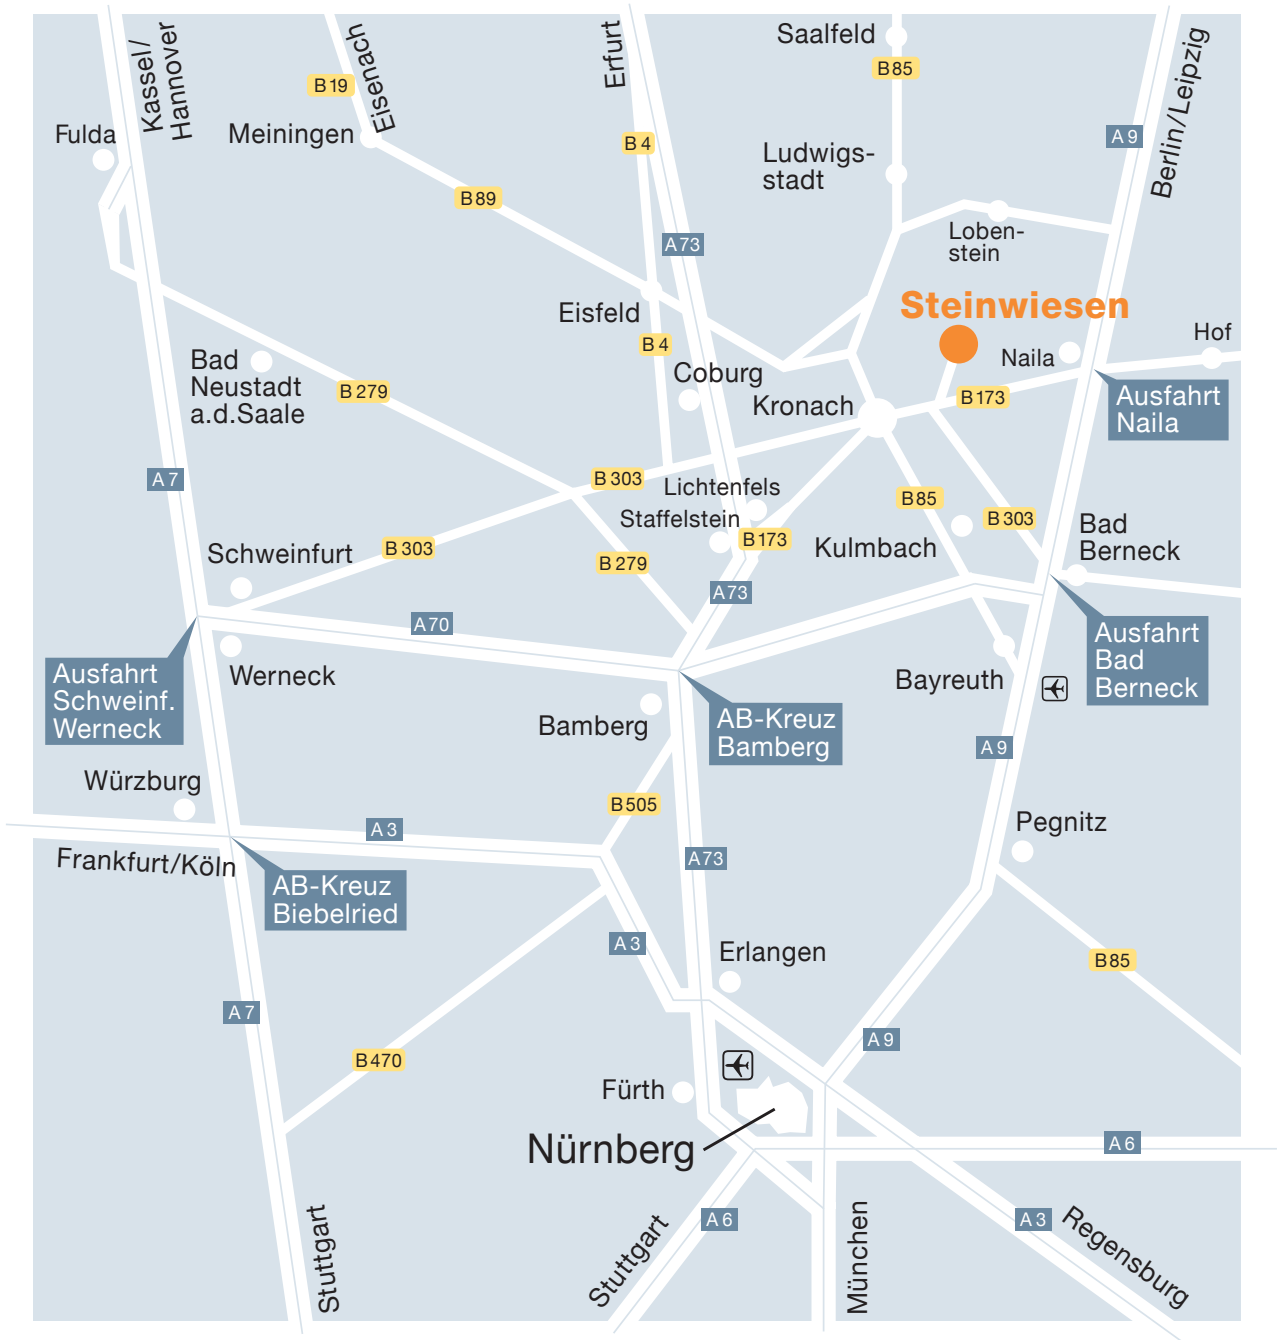 Kassel/
Hannover
Eisenach
Erfurt
Saalfeld
B 85
B 19
Fulda
Meiningen
B 4
A 9
Berlin/Leipzig
Ludwigs-
stadt
B 89
A 73
Loben-
stein
Steinwiesen
Eisfeld
B 4
Hof
Naila
Bad
Neustadt
a.d.Saale
B 279
Coburg
Kronach
B 173
Ausfahrt
Naila
A 7
B 303
Lichtenfels
B 85
Staffelstein
B 173
B 303
Bad
Berneck
Schweinfurt
B 303
B 279
Kulmbach
A 73
A 70
Ausfahrt
Bad
Berneck
Ausfahrt
Schweinf.
Werneck
Werneck
Bayreuth
Bamberg
AB-Kreuz
Bamberg
A 9
Würzburg
B 505
A 3
Pegnitz
Frankfurt/Köln
A 73
AB-Kreuz
Biebelried
A 3
Erlangen
B 85
A 7
A 9
B 470
Fürth
Nürnberg
A 6
Stuttgart
Stuttgart
A 6
München
A 3
Regensburg